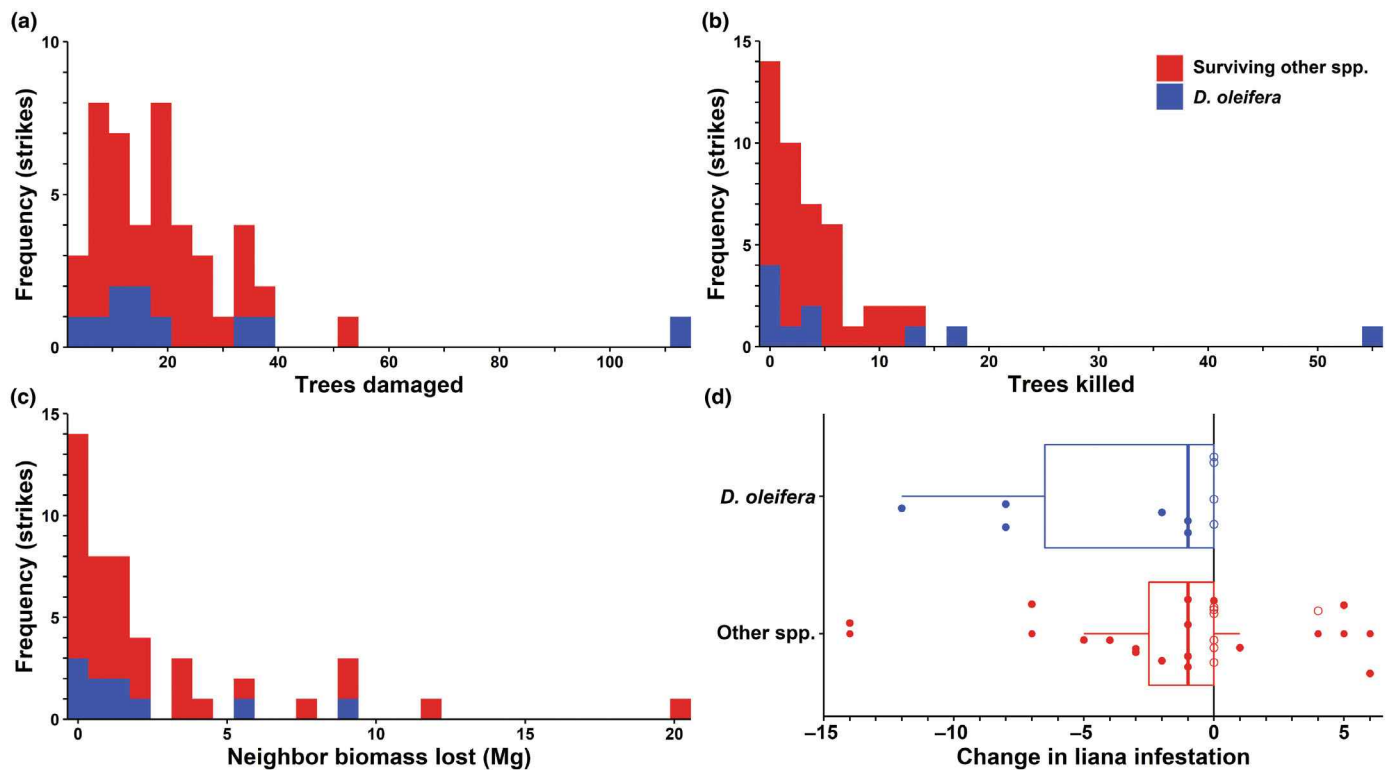 (a)
10
5
0
Frequency (strikes)
20
40
60
80
100
Trees damaged
(b)
15
10
5
0
Frequency (strikes)
Surviving other spp.
D. oleifera
0
10
20
30
40
50
Trees killed
(c)
15
10
5
0
Frequency (strikes)
0
5
10
15
20
Neighbor biomass lost (Mg)
(d)
D. oleifera
Other spp.
−15
−10
−5
0
5
Change in liana infestation